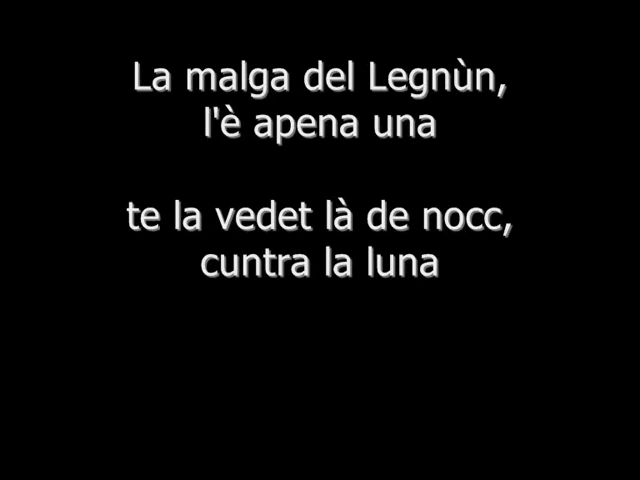 La malga del Legnùn,
l'è apena una
te la vedet là de nocc,
cuntra la luna